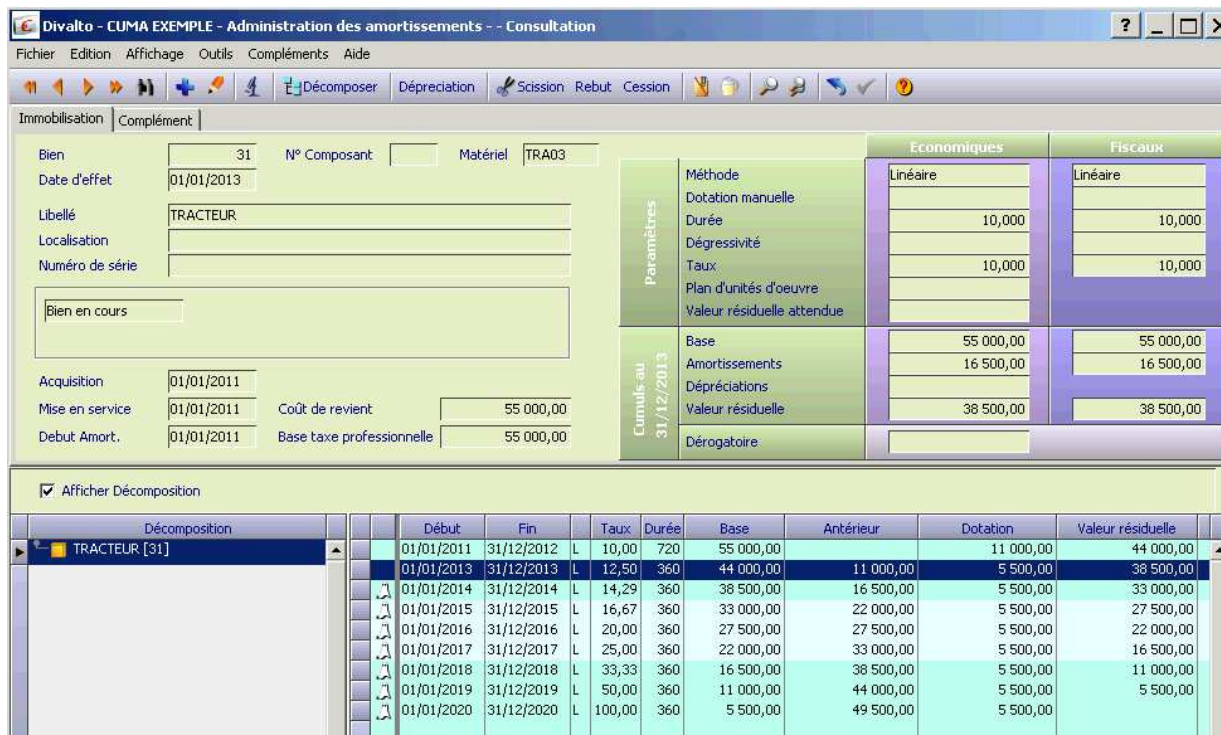 Divalto - CUMA EXEMPLE - Administration des amortissements - - Consultation
Fichier Edition Affichage Outils Compléments Aide
Décomposer Dépreciation Scission Rebut Cession
Immobilisation Complément
Bien 31 N° Composant Matériel TRA03
Date d'effet 01/01/2013
Libellé TRACTEUR
Localisation
Numéro de série
Bien en cours
Acquisition 01/01/2011
Mise en service 01/01/2011 Coût de revient 55 000,00
Debut Amort. 01/01/2011 Base taxe professionnelle 55 000,00
Economiques Fiscaux
Paramètres
Méthode Linéaire Linéaire
Dotation manuelle
Durée 10,000 10,000
Dégressivité
Taux 10,000 10,000
Plan d'unités d'oeuvre
Valeur résiduelle attendue
Cumuls au
31/12/2013
Base 55 000,00 55 000,00
Amortissements 16 500,00 16 500,00
Dépréciations
Valeur résiduelle 38 500,00 38 500,00
Dérogatoire
Afficher Décomposition
Décomposition
TRACTEUR [31]
Début Fin Taux Durée Base Antérieur Dotation Valeur résiduelle
01/01/2011 31/12/2012 L 10,00 720 55 000,00 11 000,00 44 000,00
01/01/2013 31/12/2013 L 12,50 360 44 000,00 11 000,00 5 500,00 38 500,00
01/01/2014 31/12/2014 L 14,29 360 38 500,00 16 500,00 5 500,00 33 000,00
01/01/2015 31/12/2015 L 16,67 360 33 000,00 22 000,00 5 500,00 27 500,00
01/01/2016 31/12/2016 L 20,00 360 27 500,00 27 500,00 5 500,00 22 000,00
01/01/2017 31/12/2017 L 25,00 360 22 000,00 33 000,00 5 500,00 16 500,00
01/01/2018 31/12/2018 L 33,33 360 16 500,00 38 500,00 5 500,00 11 000,00
01/01/2019 31/12/2019 L 50,00 360 11 000,00 44 000,00 5 500,00 5 500,00
01/01/2020 31/12/2020 L 100,00 360 5 500,00 49 500,00 5 500,00